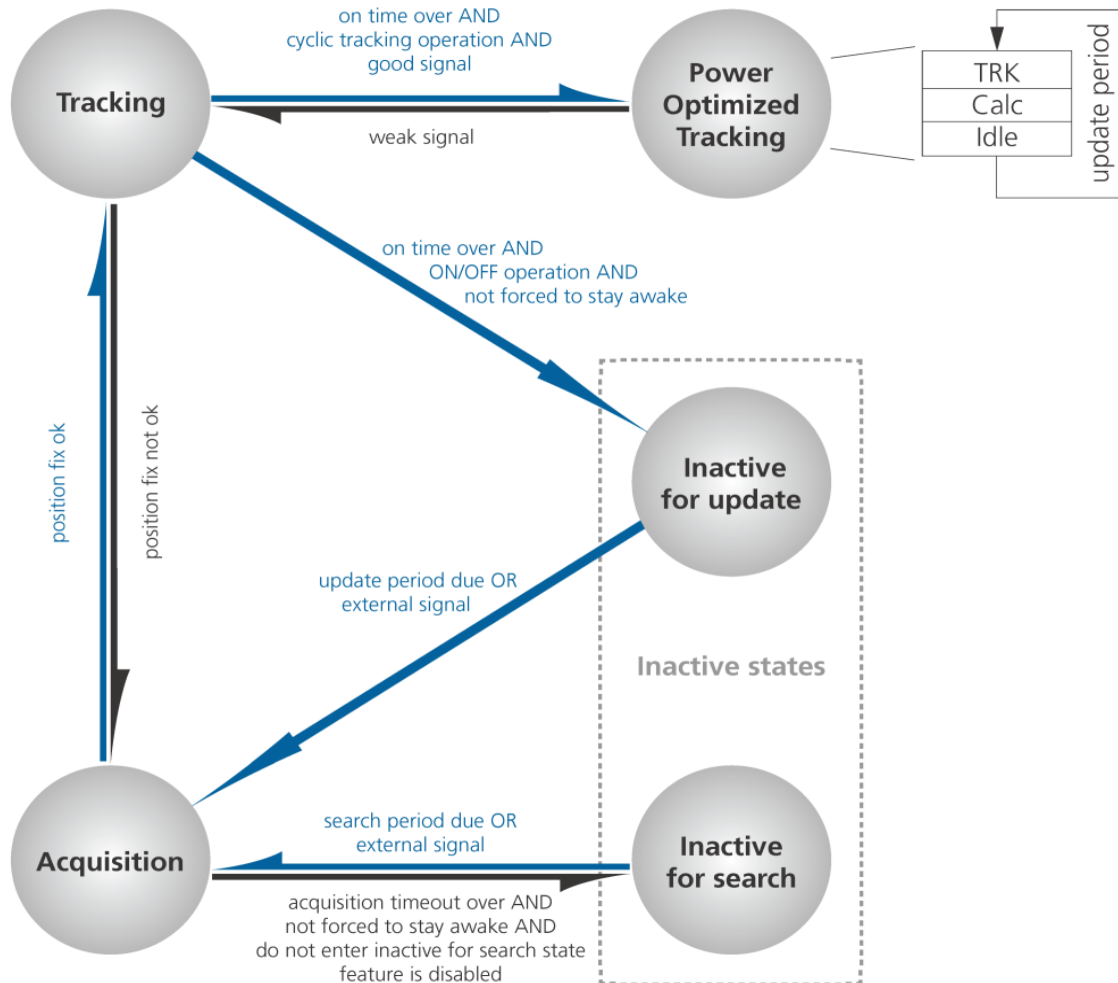 on time over AND
cyclic tracking operation AND
good signal
Tracking
Power
Optimized
Tracking
weak signal
TRK
Calc
Idle
update period
on time over AND
ON/OFF operation AND
not forced to stay awake
position fix ok
position fix not ok
Inactive
for update
update period due OR
external signal
Inactive states
search period due OR
external signal
Acquisition
Inactive
for search
acquisition timeout over AND
not forced to stay awake AND
do not enter inactive for search state
feature is disabled